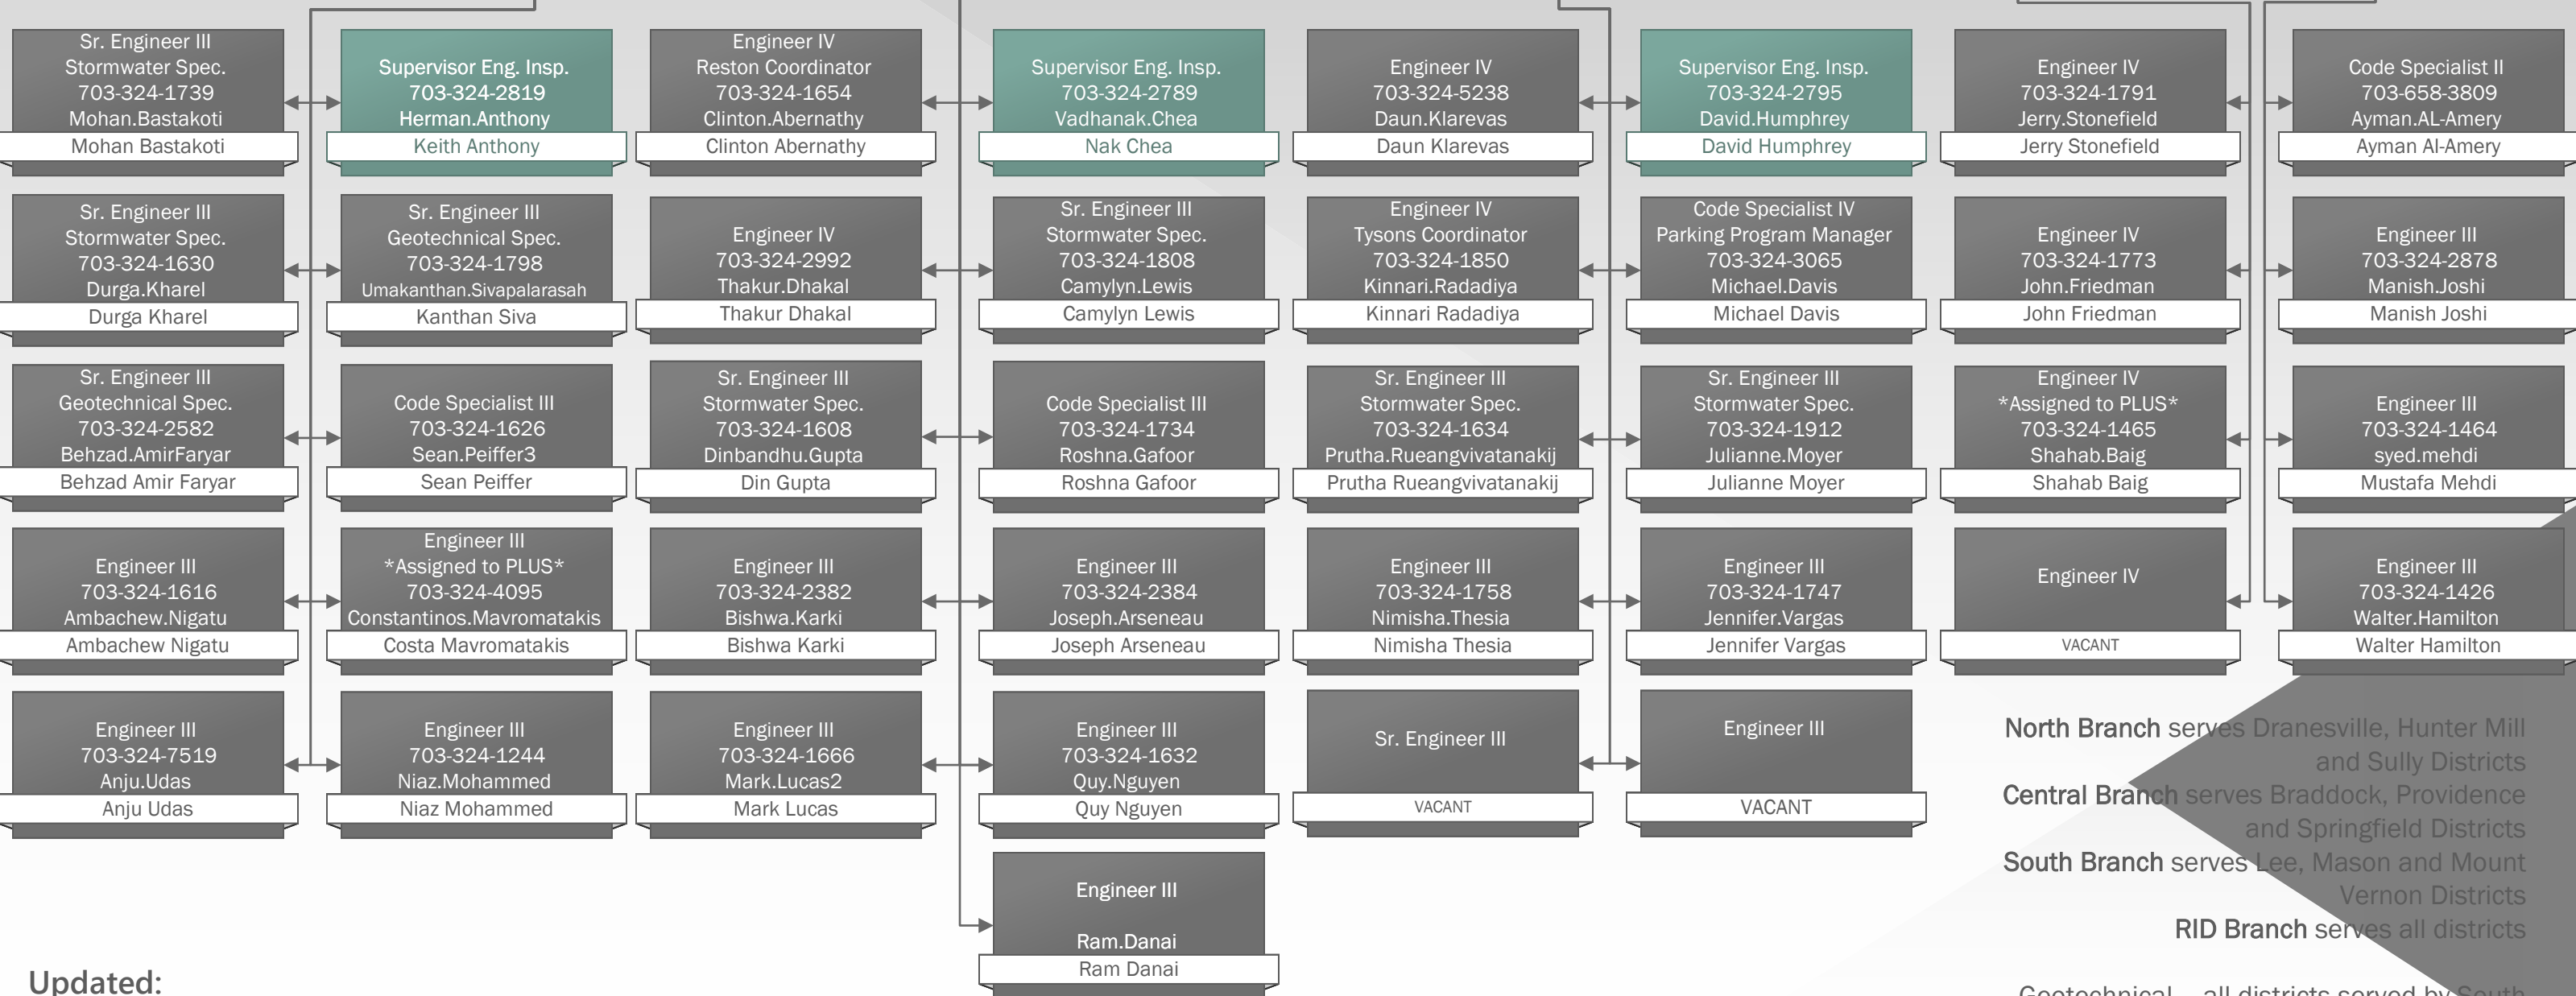 Sr. Engineer III
Stormwater Spec.
703-324-1739
Mohan.Bastakoti
Mohan Bastakoti
Supervisor Eng. Insp.
703-324-2819
Herman.Anthony
Keith Anthony
Engineer IV
Reston Coordinator
703-324-1654
Clinton.Abernathy
Clinton Abernathy
Supervisor Eng. Insp.
703-324-2789
Vadhanak.Chea
Nak Chea
Engineer IV
703-324-5238
Daun.Klarevas
Daun Klarevas
Supervisor Eng. Insp.
703-324-2795
David.Humphrey
David Humphrey
Engineer IV
703-324-1791
Jerry.Stonefield
Jerry Stonefield
Code Specialist II
703-658-3809
Ayman.AL-Amery
Ayman Al-Amery
Sr. Engineer III
Stormwater Spec.
703-324-1630
Durga.Kharel
Durga Kharel
Sr. Engineer III
Geotechnical Spec.
703-324-1798
Umakanthan.Sivapalarasah
Kanthan Siva
Engineer IV
703-324-2992
Thakur.Dhakal
Thakur Dhakal
Sr. Engineer III
Stormwater Spec.
703-324-1808
Camylyn.Lewis
Camylyn Lewis
Engineer IV
Tysons Coordinator
703-324-1850
Kinnari.Radadiya
Kinnari Radadiya
Code Specialist IV
Parking Program Manager
703-324-3065
Michael.Davis
Michael Davis
Engineer IV
703-324-1773
John.Friedman
John Friedman
Engineer III
703-324-2878
Manish.Joshi
Manish Joshi
Sr. Engineer III
Geotechnical Spec.
703-324-2582
Behzad.AmirFaryar
Behzad Amir Faryar
Code Specialist III
703-324-1626
Sean.Peiffer3
Sean Peiffer
Sr. Engineer III
Stormwater Spec.
703-324-1608
Dinbandhu.Gupta
Din Gupta
Code Specialist III
703-324-1734
Roshna.Gafoor
Roshna Gafoor
Sr. Engineer III
Stormwater Spec.
703-324-1634
Prutha.Rueangvivatanakij
Prutha Rueangvivatanakij
Sr. Engineer III
Stormwater Spec.
703-324-1912
Julianne.Moyer
Julianne Moyer
Engineer IV
*Assigned to PLUS*
703-324-1465
Shahab.Baig
Shahab Baig
Engineer III
703-324-1464
syed.mehdi
Mustafa Mehdi
Engineer III
703-324-1616
Ambachew.Nigatu
Ambachew Nigatu
Engineer III
*Assigned to PLUS*
703-324-4095
Constantinos.Mavromatakis
Costa Mavromatakis
Engineer III
703-324-2382
Bishwa.Karki
Bishwa Karki
Engineer III
703-324-2384
Joseph.Arseneau
Joseph Arseneau
Engineer III
703-324-1758
Nimisha.Thesia
Nimisha Thesia
Engineer III
703-324-1747
Jennifer.Vargas
Jennifer Vargas
Engineer IV
VACANT
Engineer III
703-324-1426
Walter.Hamilton
Walter Hamilton
Engineer III
703-324-7519
Anju.Udas
Anju Udas
Engineer III
703-324-1244
Niaz.Mohammed
Niaz Mohammed
Engineer III
703-324-1666
Mark.Lucas2
Mark Lucas
Engineer III
703-324-1632
Quy.Nguyen
Quy Nguyen
Sr. Engineer III
VACANT
Engineer III
VACANT
Engineer III
Ram.Danai
Ram Danai
North Branch serves Dranesville, Hunter Mill
and Sully Districts
Central Branch serves Braddock, Providence
and Springfield Districts
South Branch serves Lee, Mason and Mount
Vernon Districts
RID Branch serves all districts
Geotechnical – all districts served by South
Updated: